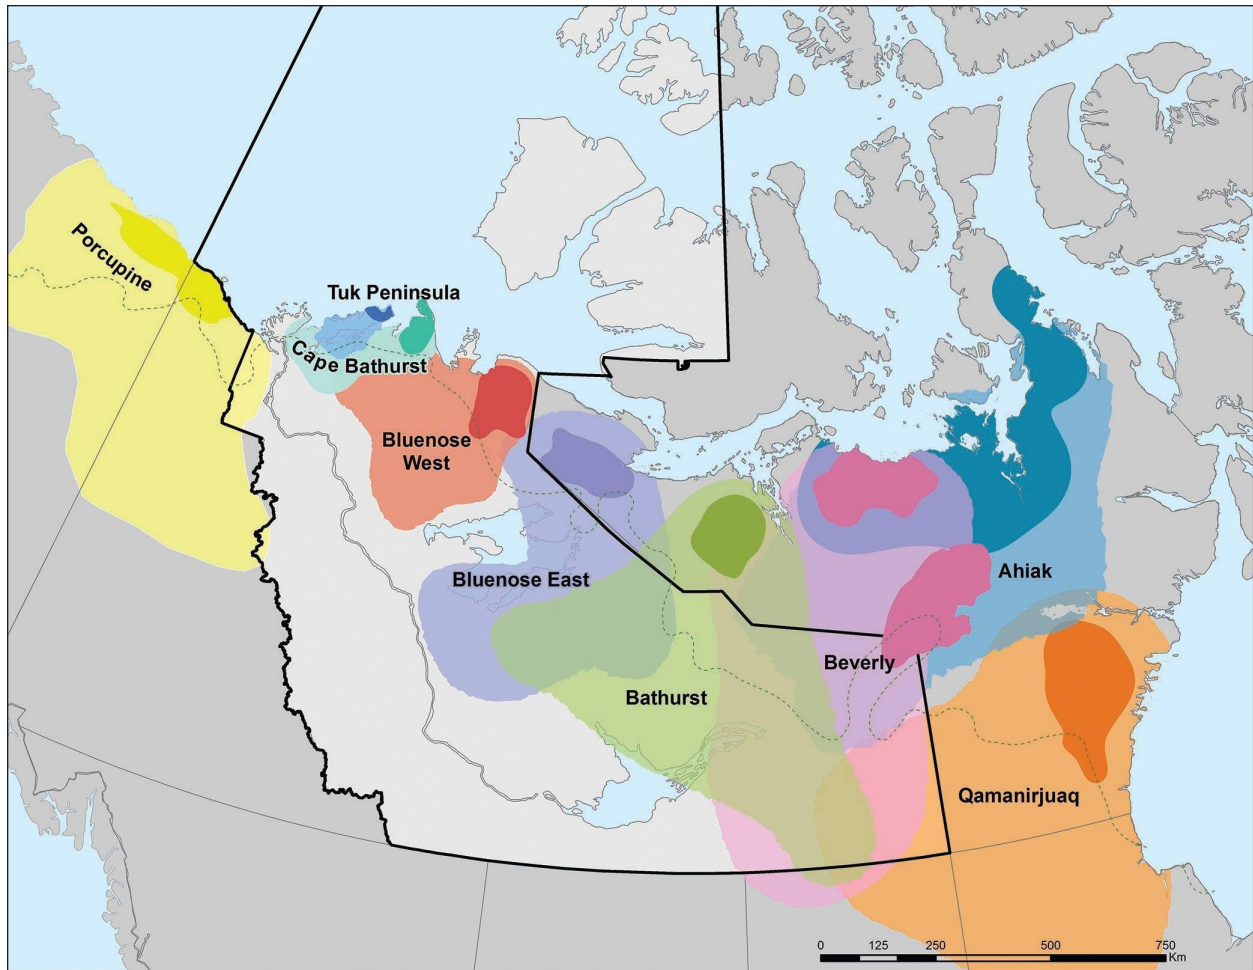 Porcupine
Tuk Peninsula
Cape Bathurst
Bluenose
West
Bluenose East
Ahiak
Beverly
Bathurst
Qamanirjuaq
0 125 250 500 750
Km